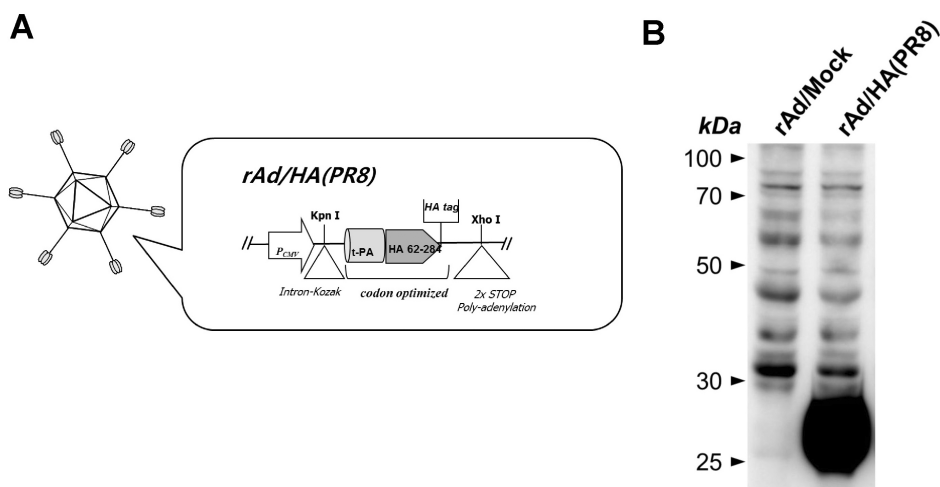 A
rAd/HA(PR8)
Kpn I
HA tag
Xho I
PCMV
t-PA
HA 62-284
Intron-Kozak
codon optimized
2x STOP
Poly-adenylation
B
rAd/Mock
rAd/HA(PR8)
kDa
100
70
50
30
25